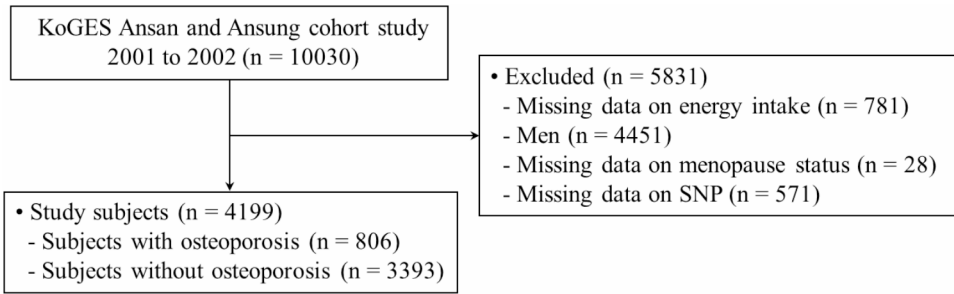 KoGES Ansan and Ansung cohort study
2001 to 2002 (n = 10030)
• Excluded (n = 5831)
- Missing data on energy intake (n = 781)
- Men (n = 4451)
- Missing data on menopause status (n = 28)
- Missing data on SNP (n = 571)
• Study subjects (n = 4199)
- Subjects with osteoporosis (n = 806)
- Subjects without osteoporosis (n = 3393)